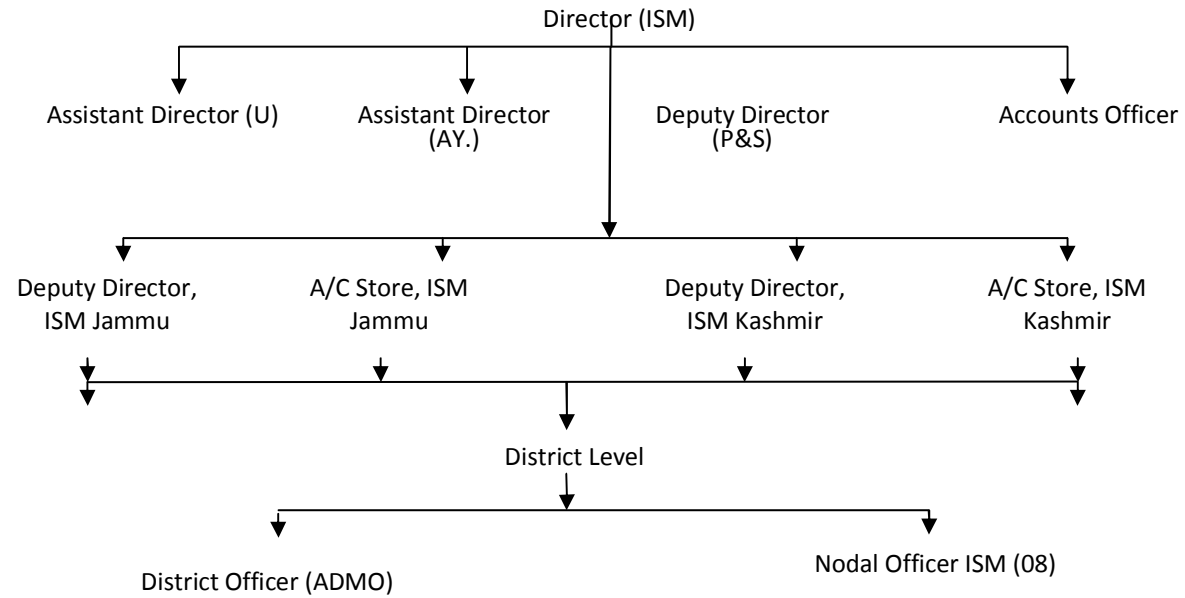 Director (ISM)
Assistant Director (U)
Assistant Director
(AY.)
Deputy Director
(P&S)
Accounts Officer
Deputy Director,
ISM Jammu
A/C Store, ISM
Jammu
Deputy Director,
ISM Kashmir
A/C Store, ISM
Kashmir
District Level
District Officer (ADMO)
Nodal Officer ISM (08)